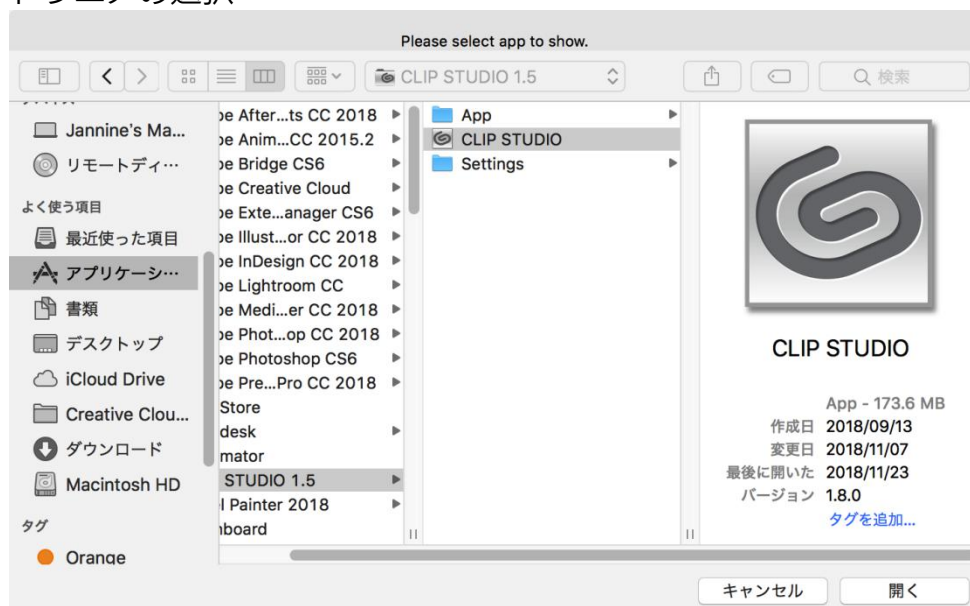 Please select app to show.
CLIP STUDIO 1.5
検索
Jannine's Ma...
リモートディ…
よく使う項目
最近使った項目
アプリケーシ…
書類
デスクトップ
iCloud Drive
Creative Clou...
ダウンロード
Macintosh HD
タグ
Orange
be After…ts CC 2018
be Anim…CC 2015.2
be Bridge CS6
be Creative Cloud
be Exte…anager CS6
be Illust…or CC 2018
be InDesign CC 2018
be Lightroom CC
be Medi…er CC 2018
be Phot…op CC 2018
be Photoshop CS6
be Pre…Pro CC 2018
Store
desk
mator
STUDIO 1.5
l Painter 2018
board
App
CLIP STUDIO
Settings
CLIP STUDIO
App - 173.6 MB
作成日 2018/09/13
変更日 2018/11/07
最後に開いた 2018/11/23
バージョン 1.8.0
タグを追加...
キャンセル
開く